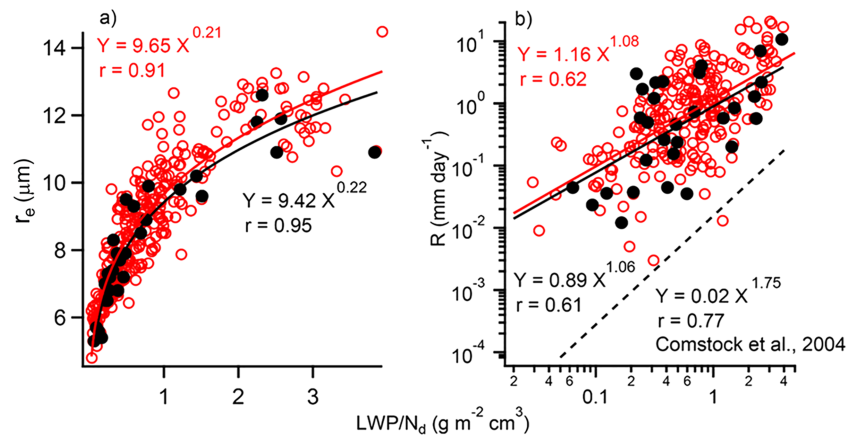 a)
Y = 9.65 X^0.21
r = 0.91
14
12
10
8
6
r_e (μm)
Y = 9.42 X^0.22
r = 0.95
1
2
3
b)
Y = 1.16 X^1.08
r = 0.62
10^1
10^0
10^-1
10^-2
10^-3
10^-4
R (mm day^-1)
Y = 0.89 X^1.06
r = 0.61
Y = 0.02 X^1.75
r = 0.77
Comstock et al., 2004
2 4 6 0.1 2 4 6 1 2 4
LWP/N_d (g m^-2 cm^3)